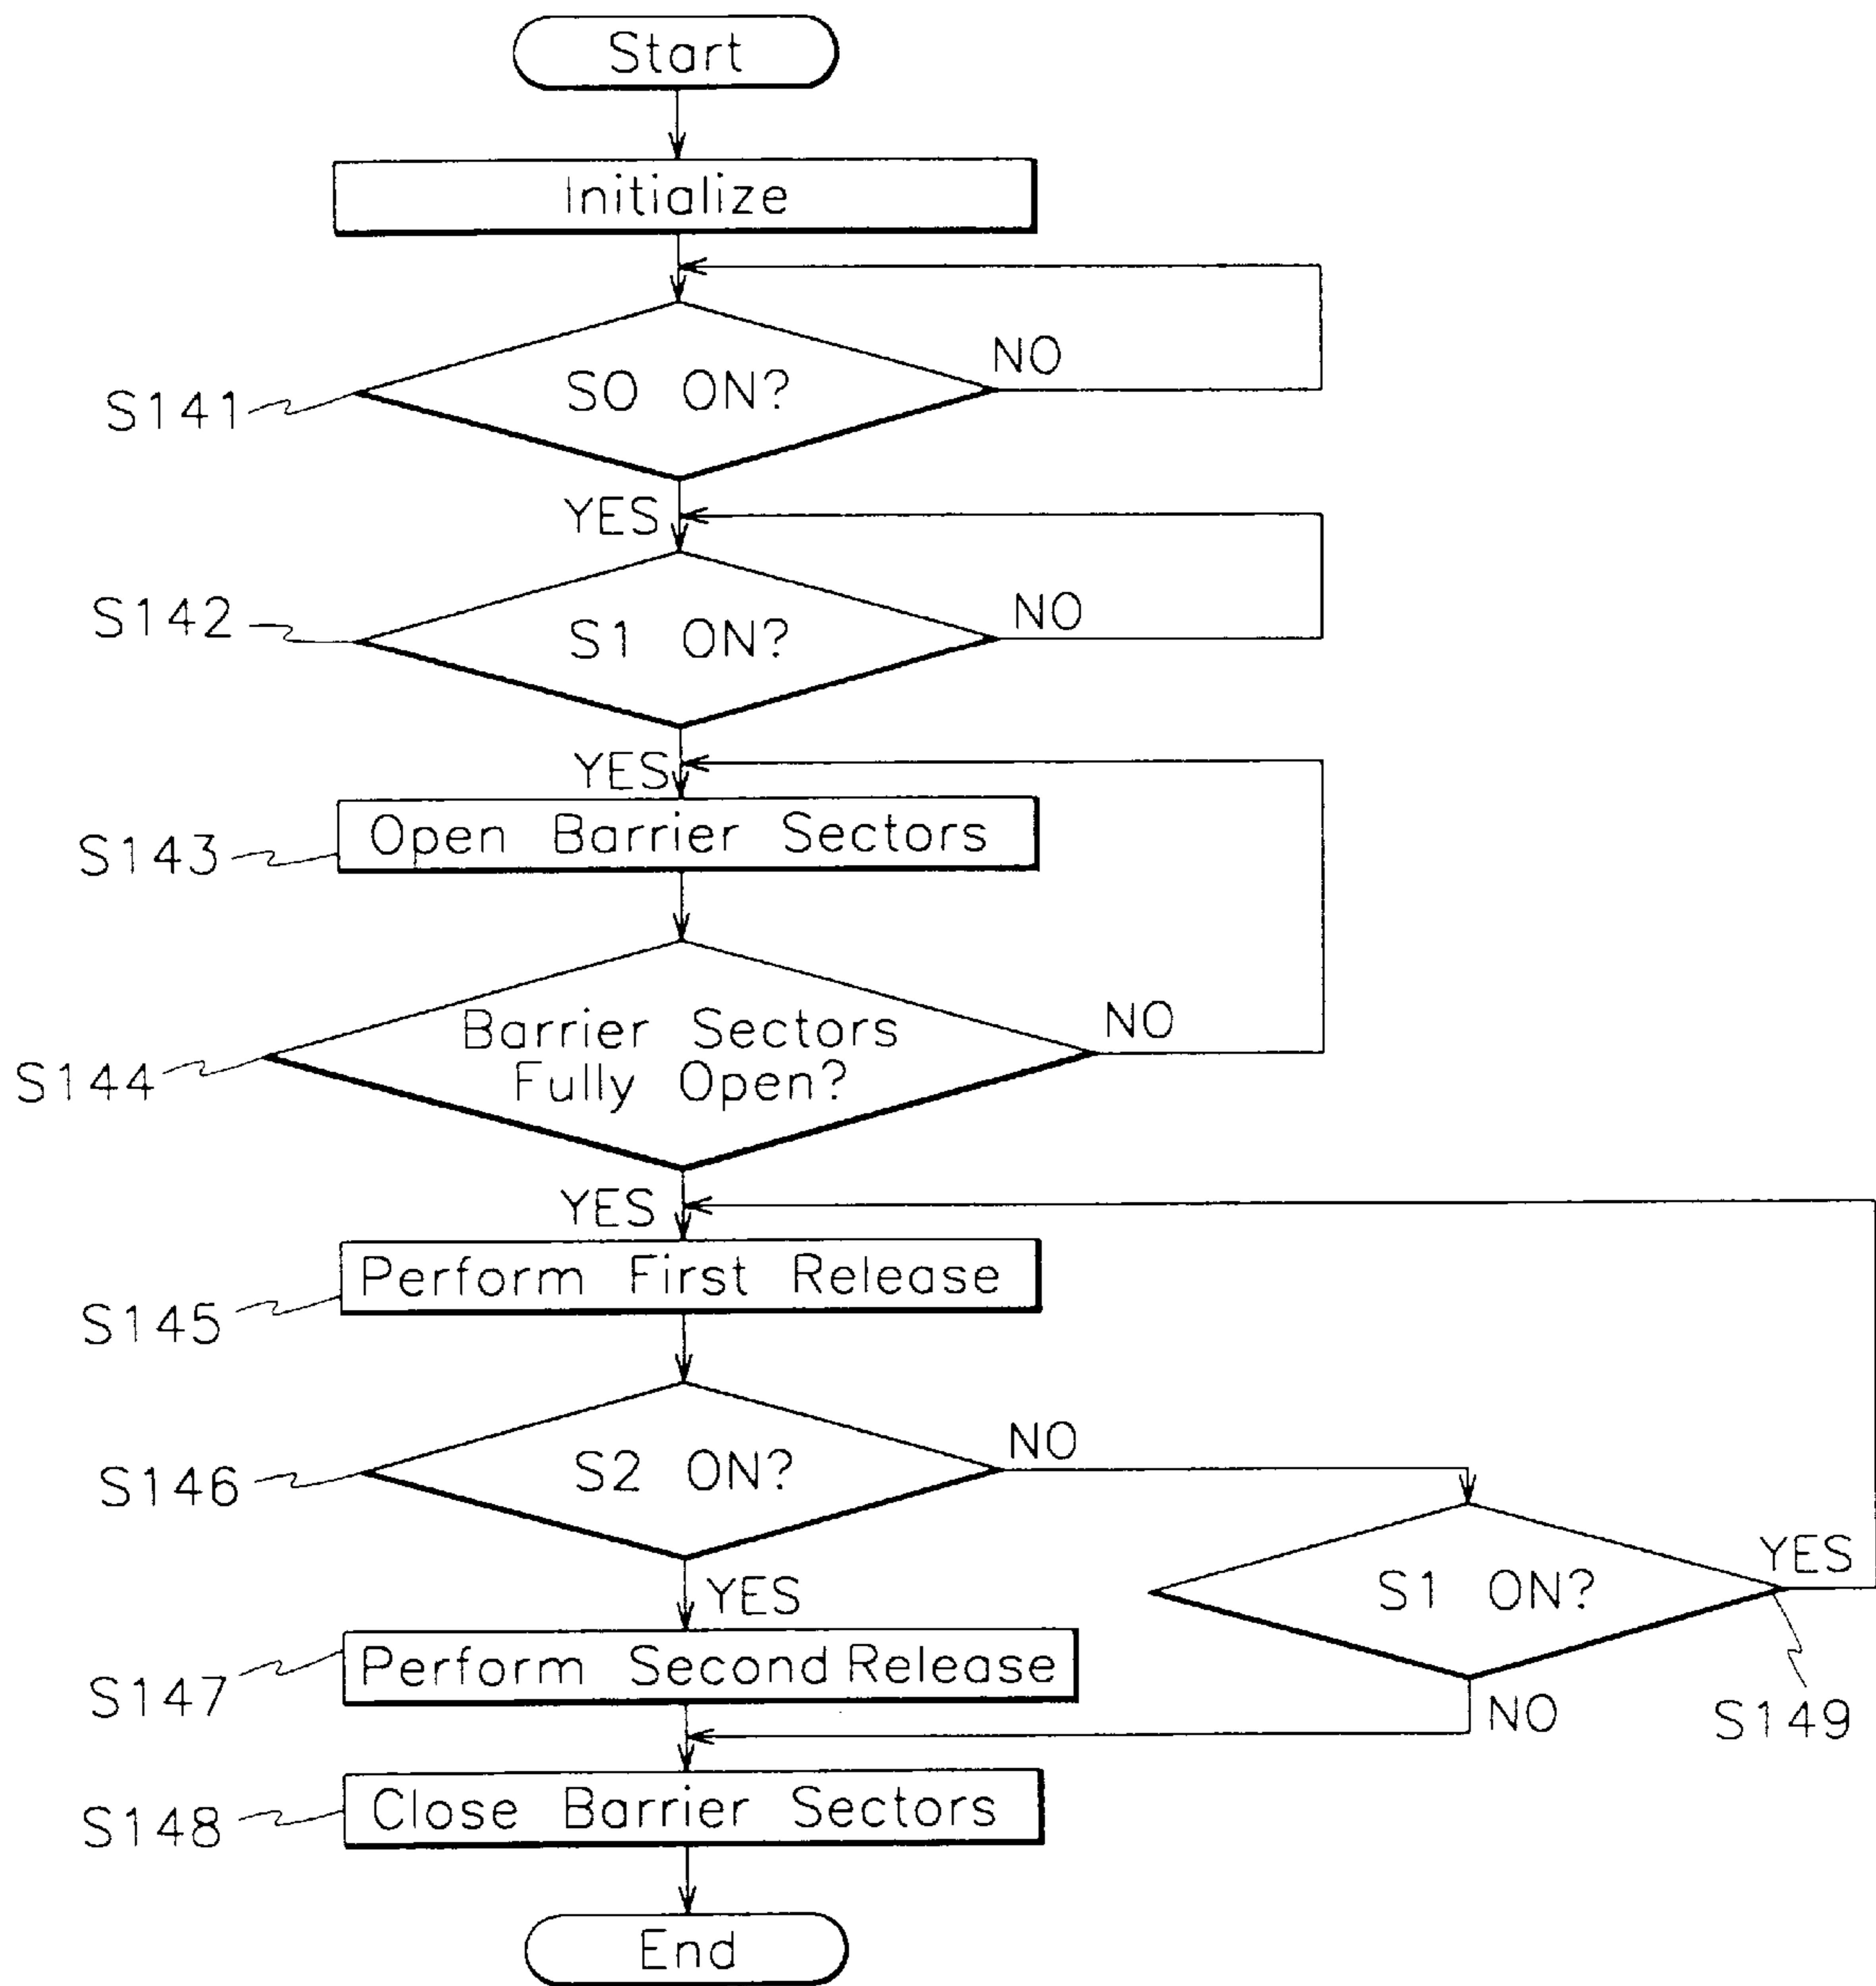 Start
Initialize
NO
S141
SO ON?
YES
NO
S142
S1 ON?
YES
S143
Open Barrier Sectors
NO
Barrier Sectors
Fully Open?
S144
YES
Perform First Release
S145
NO
S2 ON?
S146
YES
S1 ON?
YES
Perform Second Release
S147
NO
S149
Close Barrier Sectors
S148
End